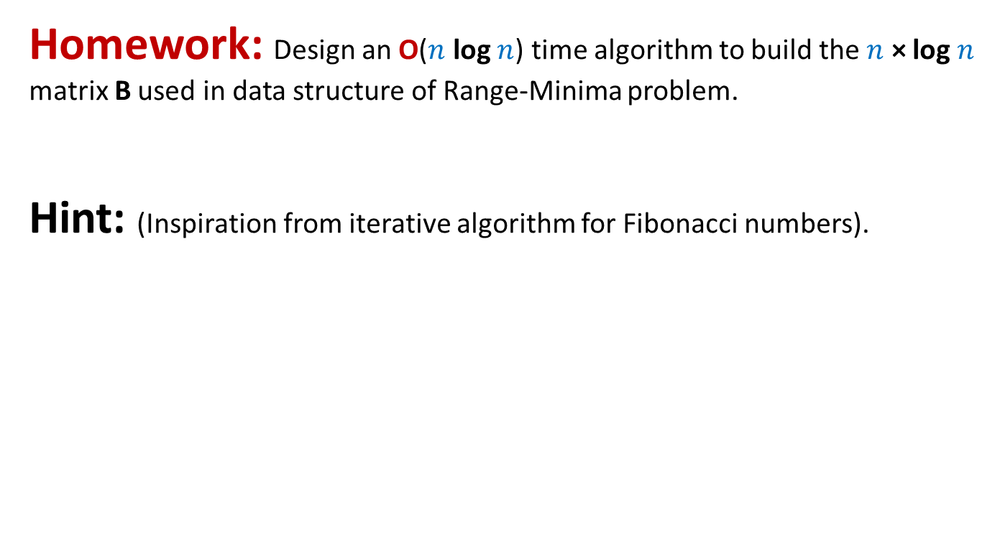 Homework: Design an O(n log n) time algorithm to build the n × log n
matrix B used in data structure of Range-Minima problem.
Hint: (Inspiration from iterative algorithm for Fibonacci numbers).